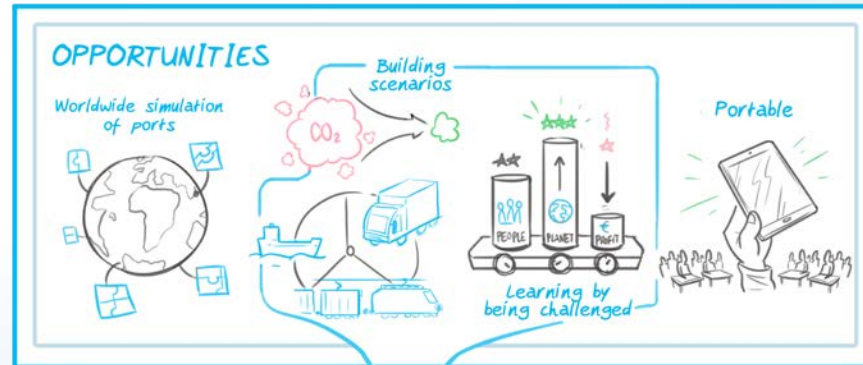 OPPORTUNITIES
Worldwide simulation
of ports
Building
scenarios
CO₂
PEOPLE
PLANET
€
PROFIT
Learning by
being challenged
Portable